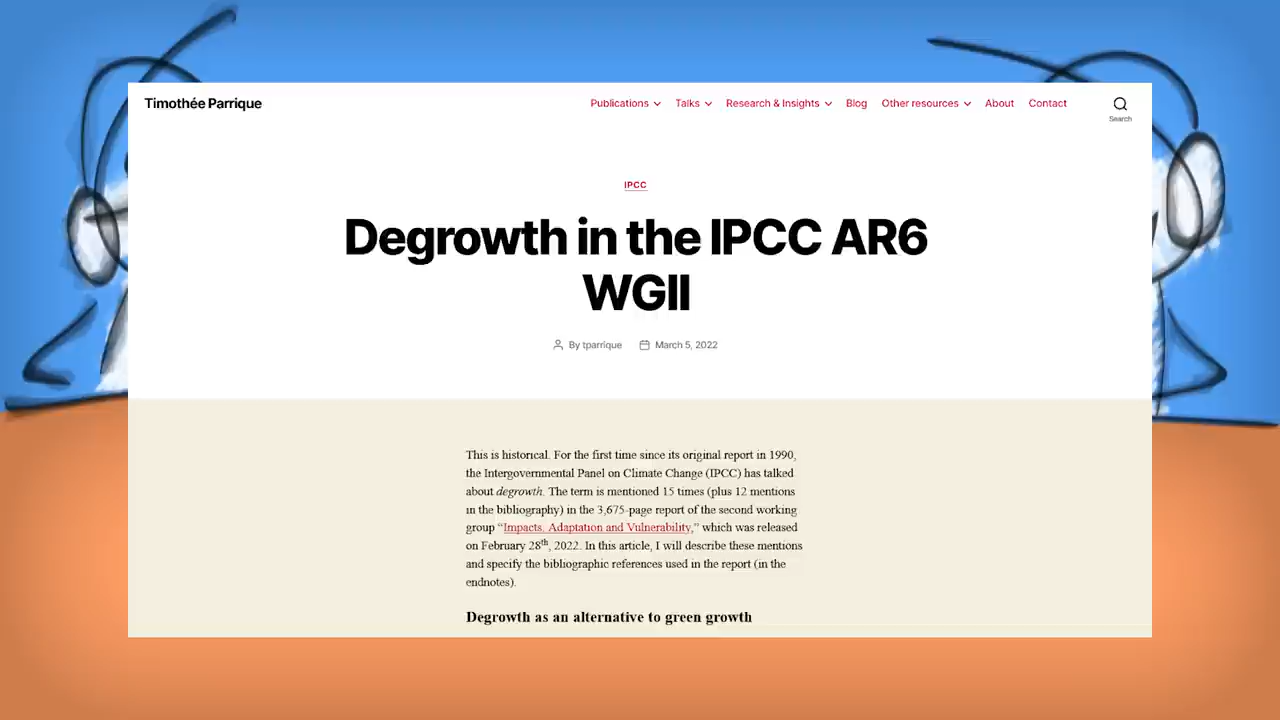 Timothée Parrique
Publications Talks Research & Insights Blog Other resources About Contact
Search
IPCC
Degrowth in the IPCC AR6
WGII
By tparrique March 5, 2022
This is historical. For the first time since its original report in 1990,
the Intergovernmental Panel on Climate Change (IPCC) has talked
about degrowth. The term is mentioned 15 times (plus 12 mentions
in the bibliography) in the 3,675-page report of the second working
group “Impacts, Adaptation and Vulnerability,” which was released
on February 28th, 2022. In this article, I will describe these mentions
and specify the bibliographic references used in the report (in the
endnotes).
Degrowth as an alternative to green growth